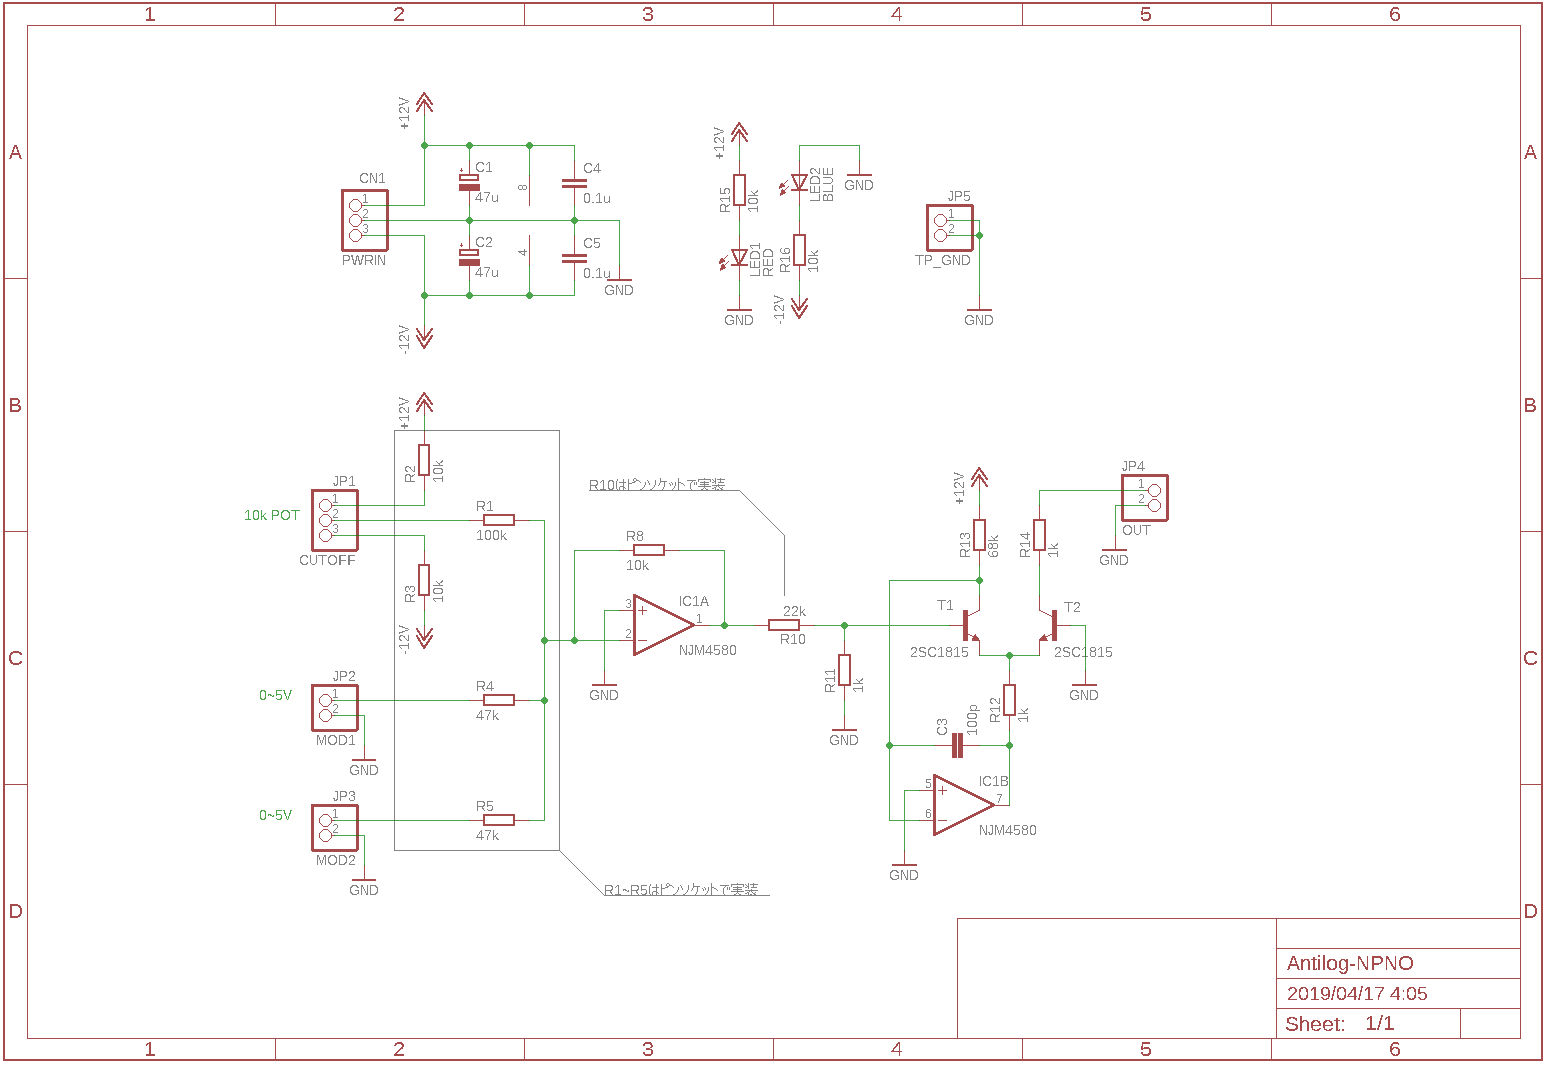 1 2 3 4 5 6
A A
B B
C C
D D
+12V
CN1
1
2
3
PWRIN
C1
47u
C2
47u
8
4
C4
0.1u
C5
0.1u
GND
-12V
+12V
R15
10k
LED1
RED
GND
LED2
BLUE
GND
R16
10k
-12V
JP5
1
2
TP_GND
GND
+12V
R2
10k
JP1
1
2
3
10k POT
CUTOFF
R1
100k
R3
10k
-12V
0~5V
JP2
1
2
MOD1
GND
R4
47k
0~5V
JP3
1
2
MOD2
GND
R5
47k
R1~R5はピンソケットで実装
R10はピンソケットで実装
R8
10k
IC1A
3
2
1
NJM4580
GND
22k
R10
R11
1k
GND
+12V
R13
68k
R14
1k
JP4
1
2
OUT
GND
T1
2SC1815
T2
2SC1815
GND
R12
1k
C3
100p
IC1B
5
6
7
NJM4580
GND
Antilog-NPNO
2019/04/17 4:05
Sheet: 1/1
1 2 3 4 5 6